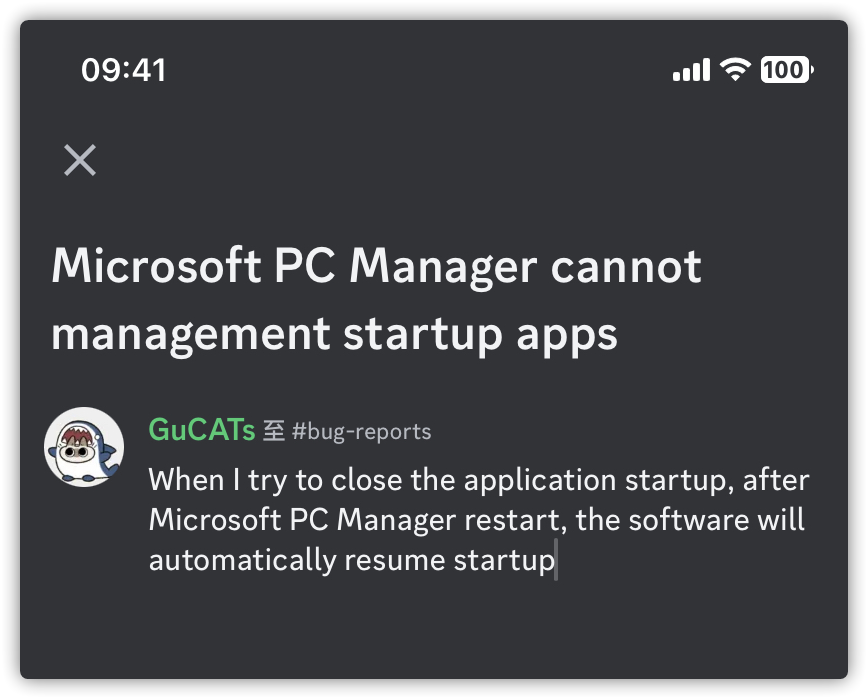 09:41
100
Microsoft PC Manager cannot
management startup apps
GuCATs 至 #bug-reports
When I try to close the application startup, after
Microsoft PC Manager restart, the software will
automatically resume startup